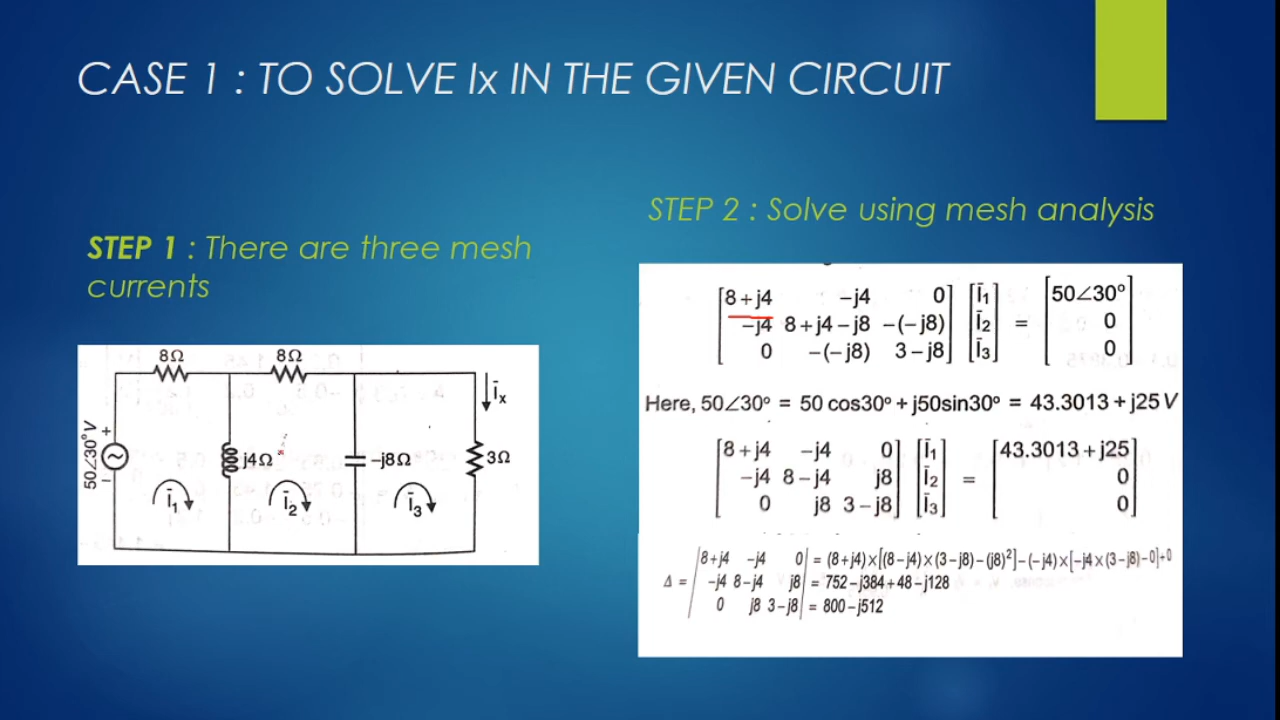 CASE 1 : TO SOLVE Ix IN THE GIVEN CIRCUIT
STEP 1 : There are three mesh
currents
8Ω 8Ω
50∠30°V + − j4Ω −j8Ω 3Ω Īx
Ī1 Ī2 Ī3
STEP 2 : Solve using mesh analysis
[8 + j4 −j4 0] [Ī1] [50∠30°]
[−j4 8 + j4 − j8 −(−j8)] [Ī2] = [0]
[0 −(−j8) 3 − j8] [Ī3] [0]
Here, 50∠30° = 50 cos30° + j50sin30° = 43.3013 + j25 V
[8 + j4 −j4 0] [Ī1] [43.3013 + j25]
[−j4 8 − j4 j8] [Ī2] = [0]
[0 j8 3 − j8] [Ī3] [0]
Δ = |8+j4 −j4 0| = (8+j4)×[(8−j4)×(3−j8)−(j8)²]−(−j4)×[−j4×(3−j8)−0]+0
|−j4 8−j4 j8| = 752−j384+48−j128
|0 j8 3−j8| = 800−j512